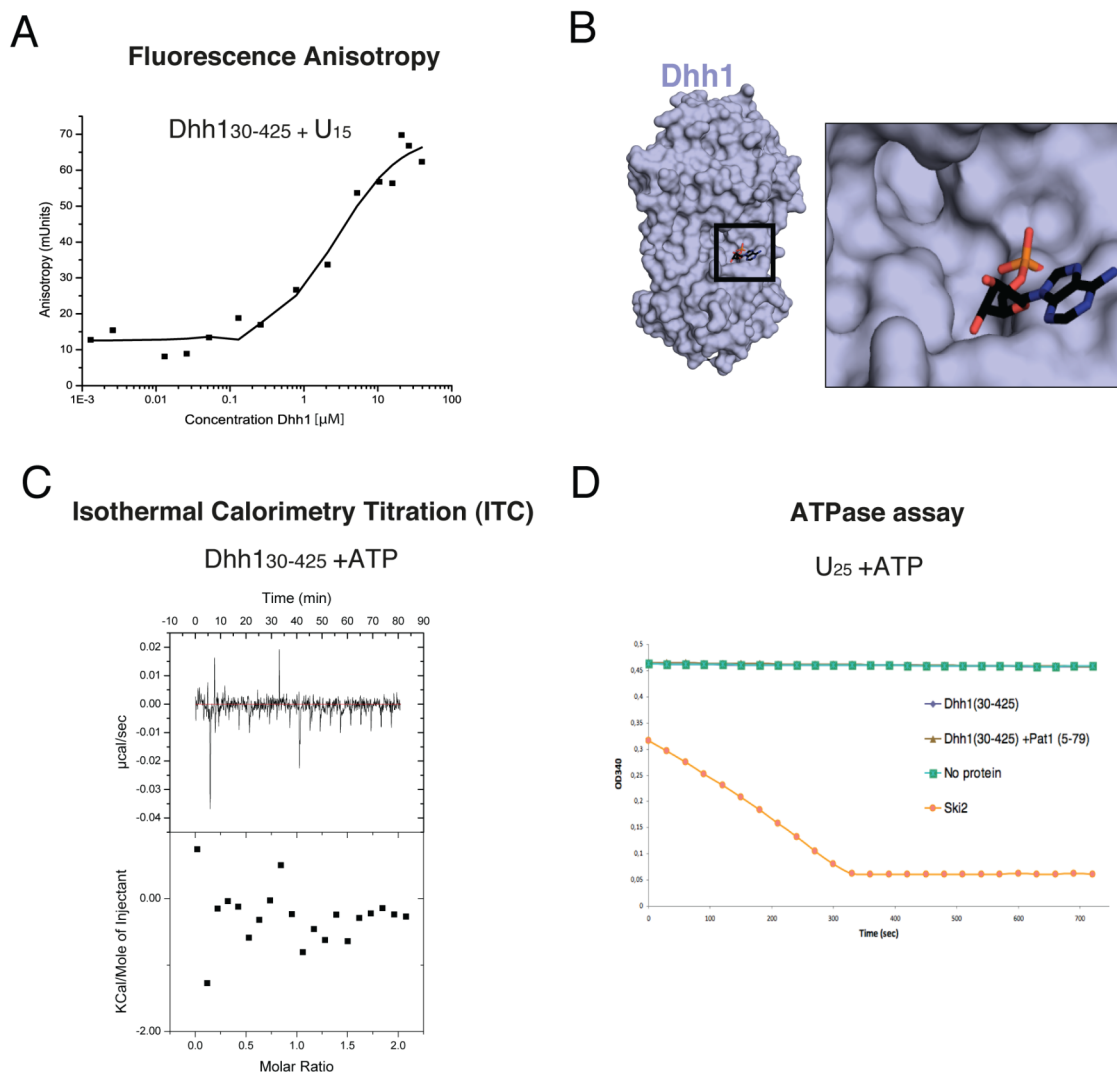 A
Fluorescence Anisotropy
Dhh130-425 + U15
Anisotropy (mUnits)
70
60
50
40
30
20
10
0
1E-3
0.01
0.1
1
10
100
Concentration Dhh1 [µM]
B
Dhh1
C
Isothermal Calorimetry Titration (ITC)
Dhh130-425 +ATP
Time (min)
-10 0 10 20 30 40 50 60 70 80 90
0.02
0.01
0.00
-0.01
-0.02
-0.03
-0.04
µcal/sec
0.00
-2.00
KCal/Mole of Injectant
0.0 0.5 1.0 1.5 2.0
Molar Ratio
D
ATPase assay
U25 +ATP
0,5
0,45
0,4
0,35
0,3
0,25
0,2
0,15
0,1
0,05
0
OD340
Dhh1(30-425)
Dhh1(30-425) +Pat1 (5-79)
No protein
Ski2
0 100 200 300 400 500 600 700
Time (sec)